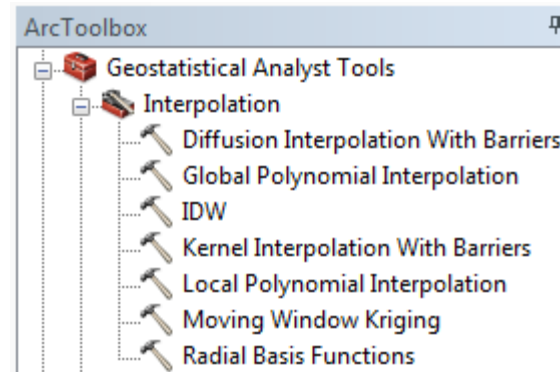 ArcToolbox
Geostatistical Analyst Tools
Interpolation
Diffusion Interpolation With Barriers
Global Polynomial Interpolation
IDW
Kernel Interpolation With Barriers
Local Polynomial Interpolation
Moving Window Kriging
Radial Basis Functions